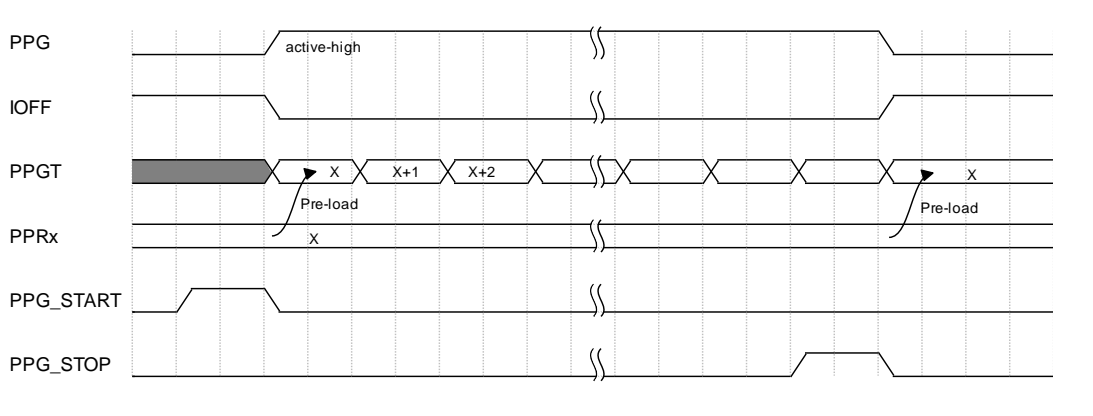 PPG
active-high
IOFF
PPGT
X
X+1
X+2
X
Pre-load
Pre-load
PPRx
X
PPG_START
PPG_STOP